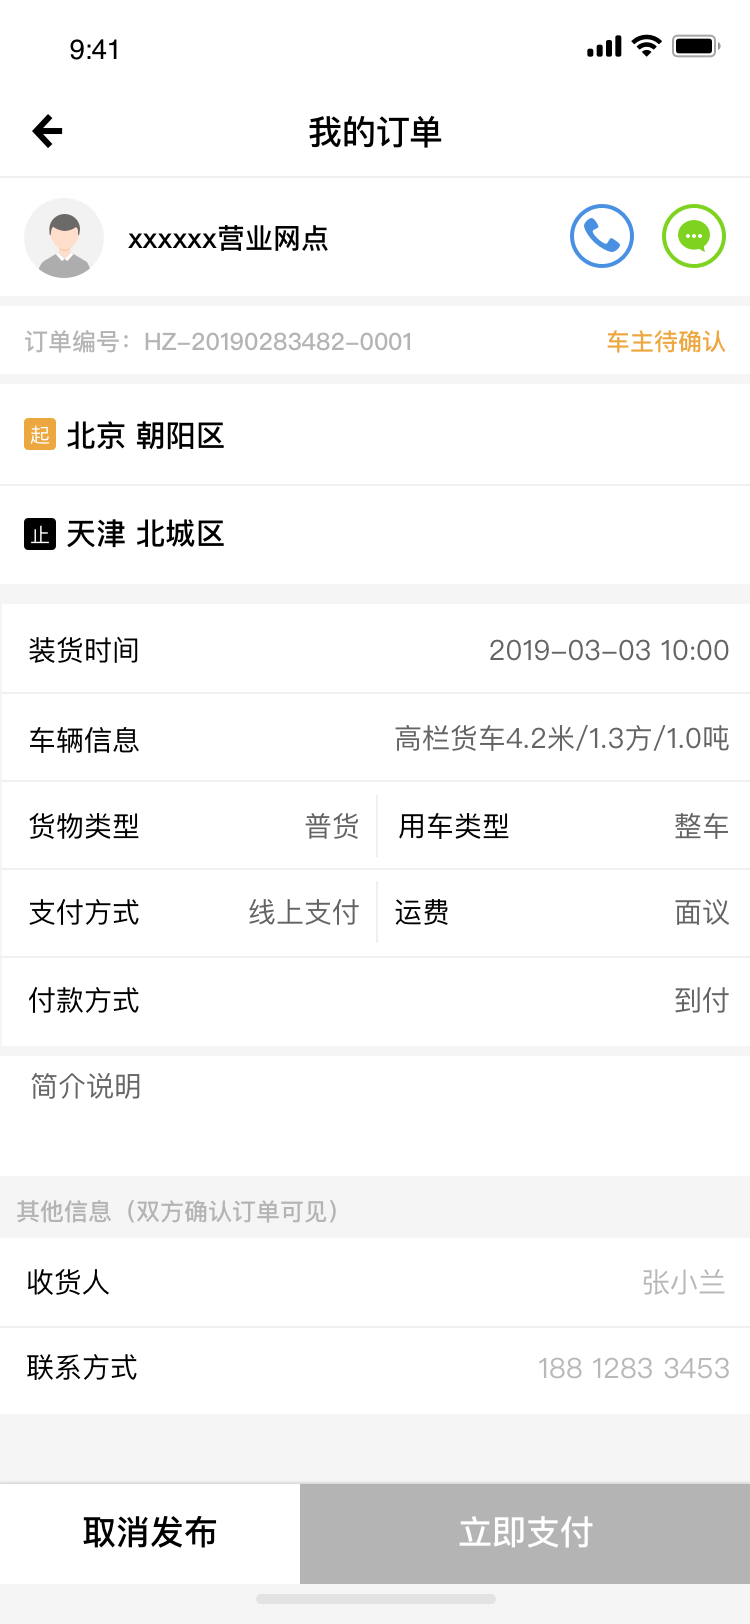 9:41
我的订单
xxxxxx营业网点
订单编号：HZ-20190283482-0001 车主待确认
起 北京 朝阳区
止 天津 北城区
装货时间 2019-03-03 10:00
车辆信息 高栏货车4.2米/1.3方/1.0吨
货物类型 普货 用车类型 整车
支付方式 线上支付 运费 面议
付款方式 到付
简介说明
其他信息（双方确认订单可见）
收货人 张小兰
联系方式 188 1283 3453
取消发布 立即支付